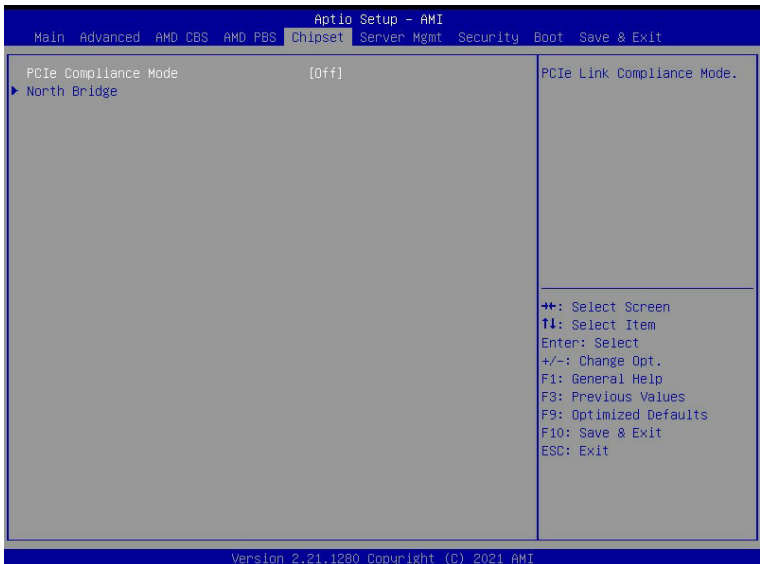 Aptio Setup - AMI
Main Advanced AMD CBS AMD PBS Chipset Server Mgmt Security Boot Save & Exit
PCIe Compliance Mode [Off]
North Bridge
PCIe Link Compliance Mode.
→←: Select Screen
↑↓: Select Item
Enter: Select
+/-: Change Opt.
F1: General Help
F3: Previous Values
F9: Optimized Defaults
F10: Save & Exit
ESC: Exit
Version 2.21.1280 Copyright (C) 2021 AMI